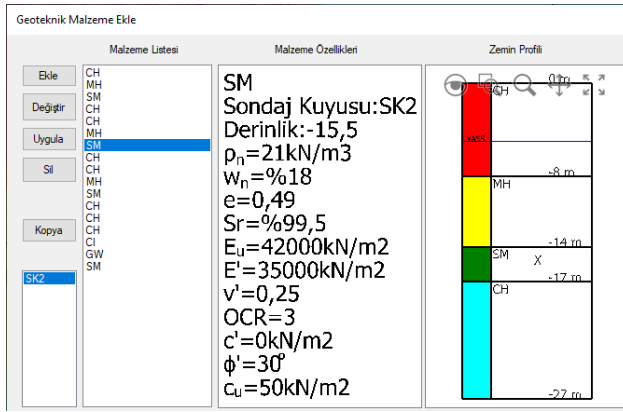 Geoteknik Malzeme Ekle
Malzeme Listesi
Malzeme Özellikleri
Zemin Profili
Ekle
Değiştir
Uygula
Sil
Kopya
SK2
CH
MH
SM
CH
CH
MH
SM
CH
CH
MH
SM
CH
CH
CH
CI
GW
SM
SM
Sondaj Kuyusu:SK2
Derinlik:-15,5
ρn=21kN/m3
wn=%18
e=0,49
Sr=%99,5
Eu=42000kN/m2
E'=35000kN/m2
v'=0,25
OCR=3
c'=0kN/m2
ϕ'=30°
cu=50kN/m2
0 m
CH
YASS
-8 m
MH
-14 m
SM
X
-17 m
CH
-27 m